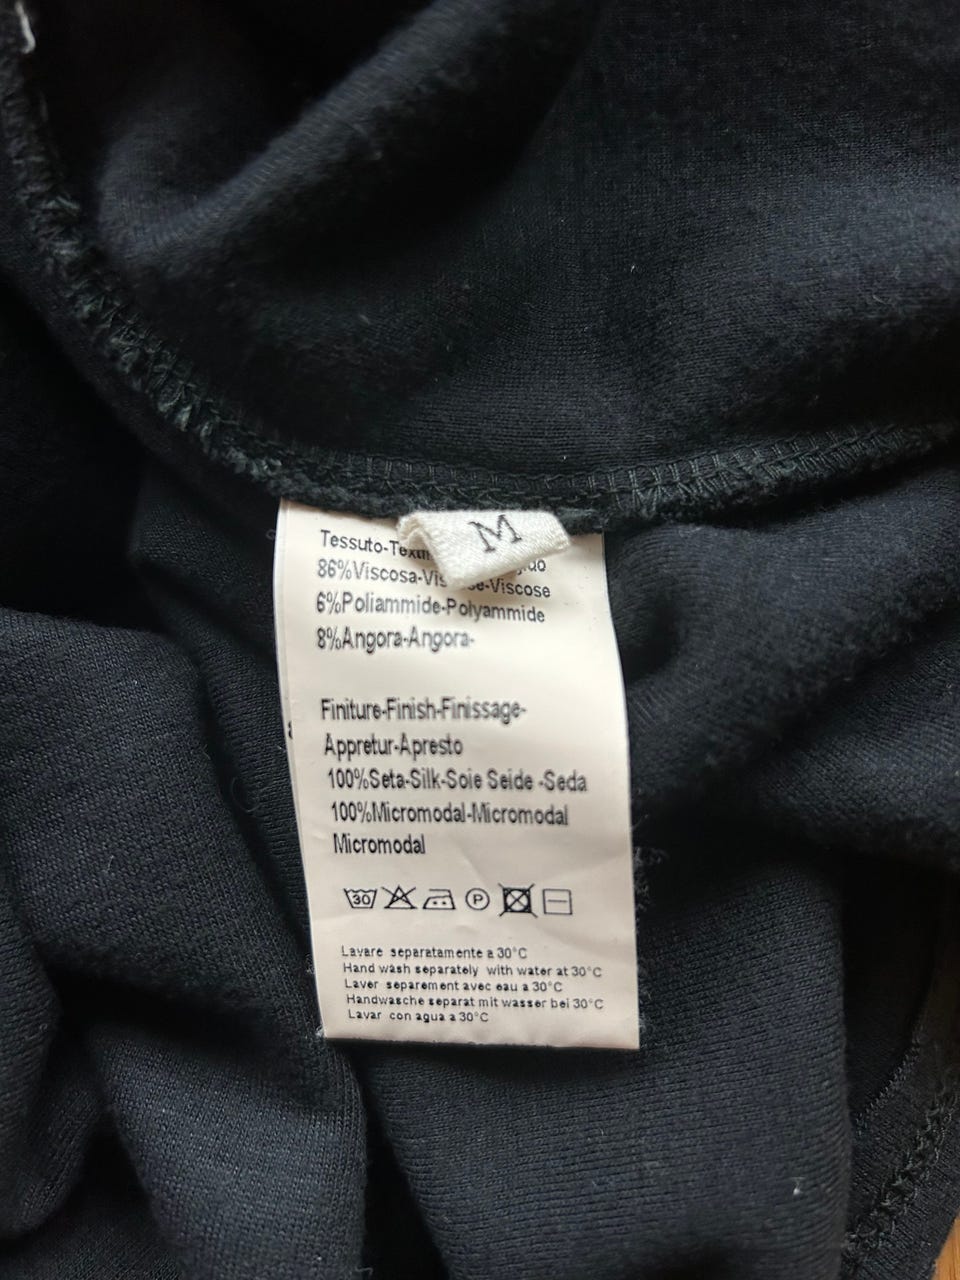 M
Tessuto-
86%Viscosa- -Viscose
6%Poliammide-Polyammide
8%Angora-Angora-
Finiture-Finish-Finissage-
Appretur-Apresto
100%Seta-Silk-Soie Seide -Seda
100%Micromodal-Micromodal
Micromodal
30 P
Lavare separatamente a 30°C
Hand wash separately with water at 30°C
Laver separement avec eau a 30°C
Handwasche separat mit wasser bei 30°C
Lavar con agua a 30°C